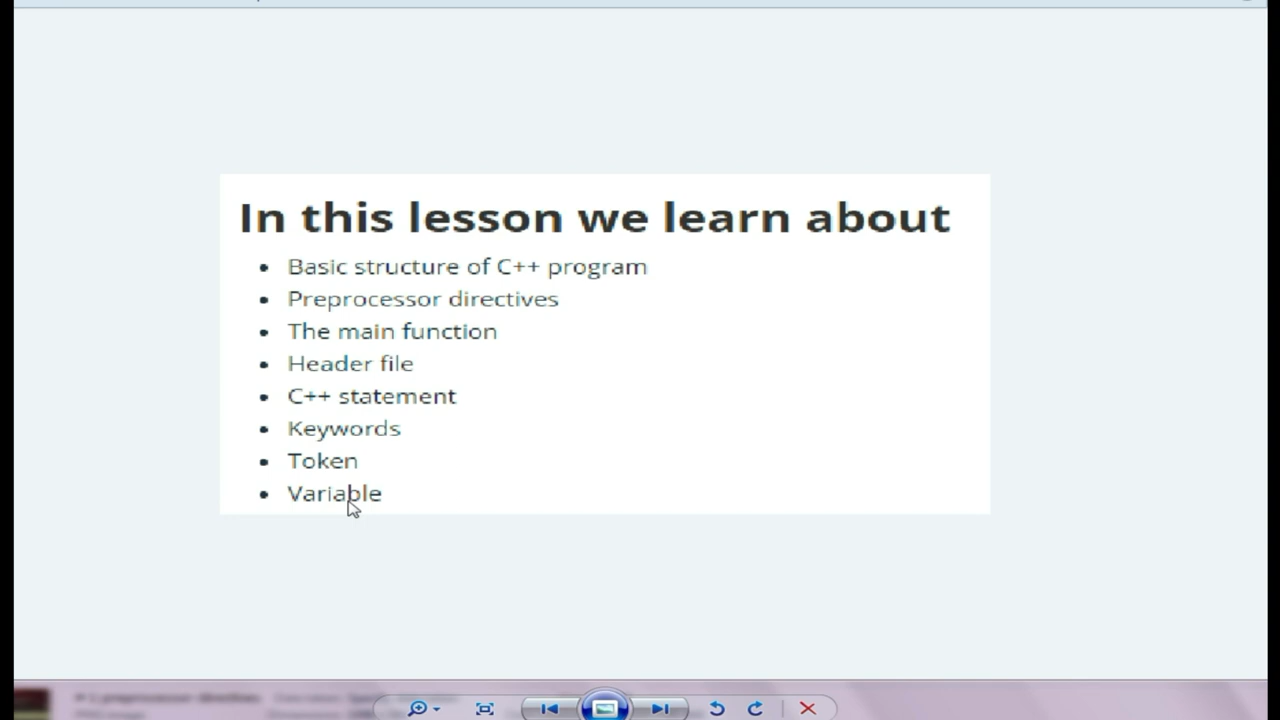 In this lesson we learn about
Basic structure of C++ program
Preprocessor directives
The main function
Header file
C++ statement
Keywords
Token
Variable